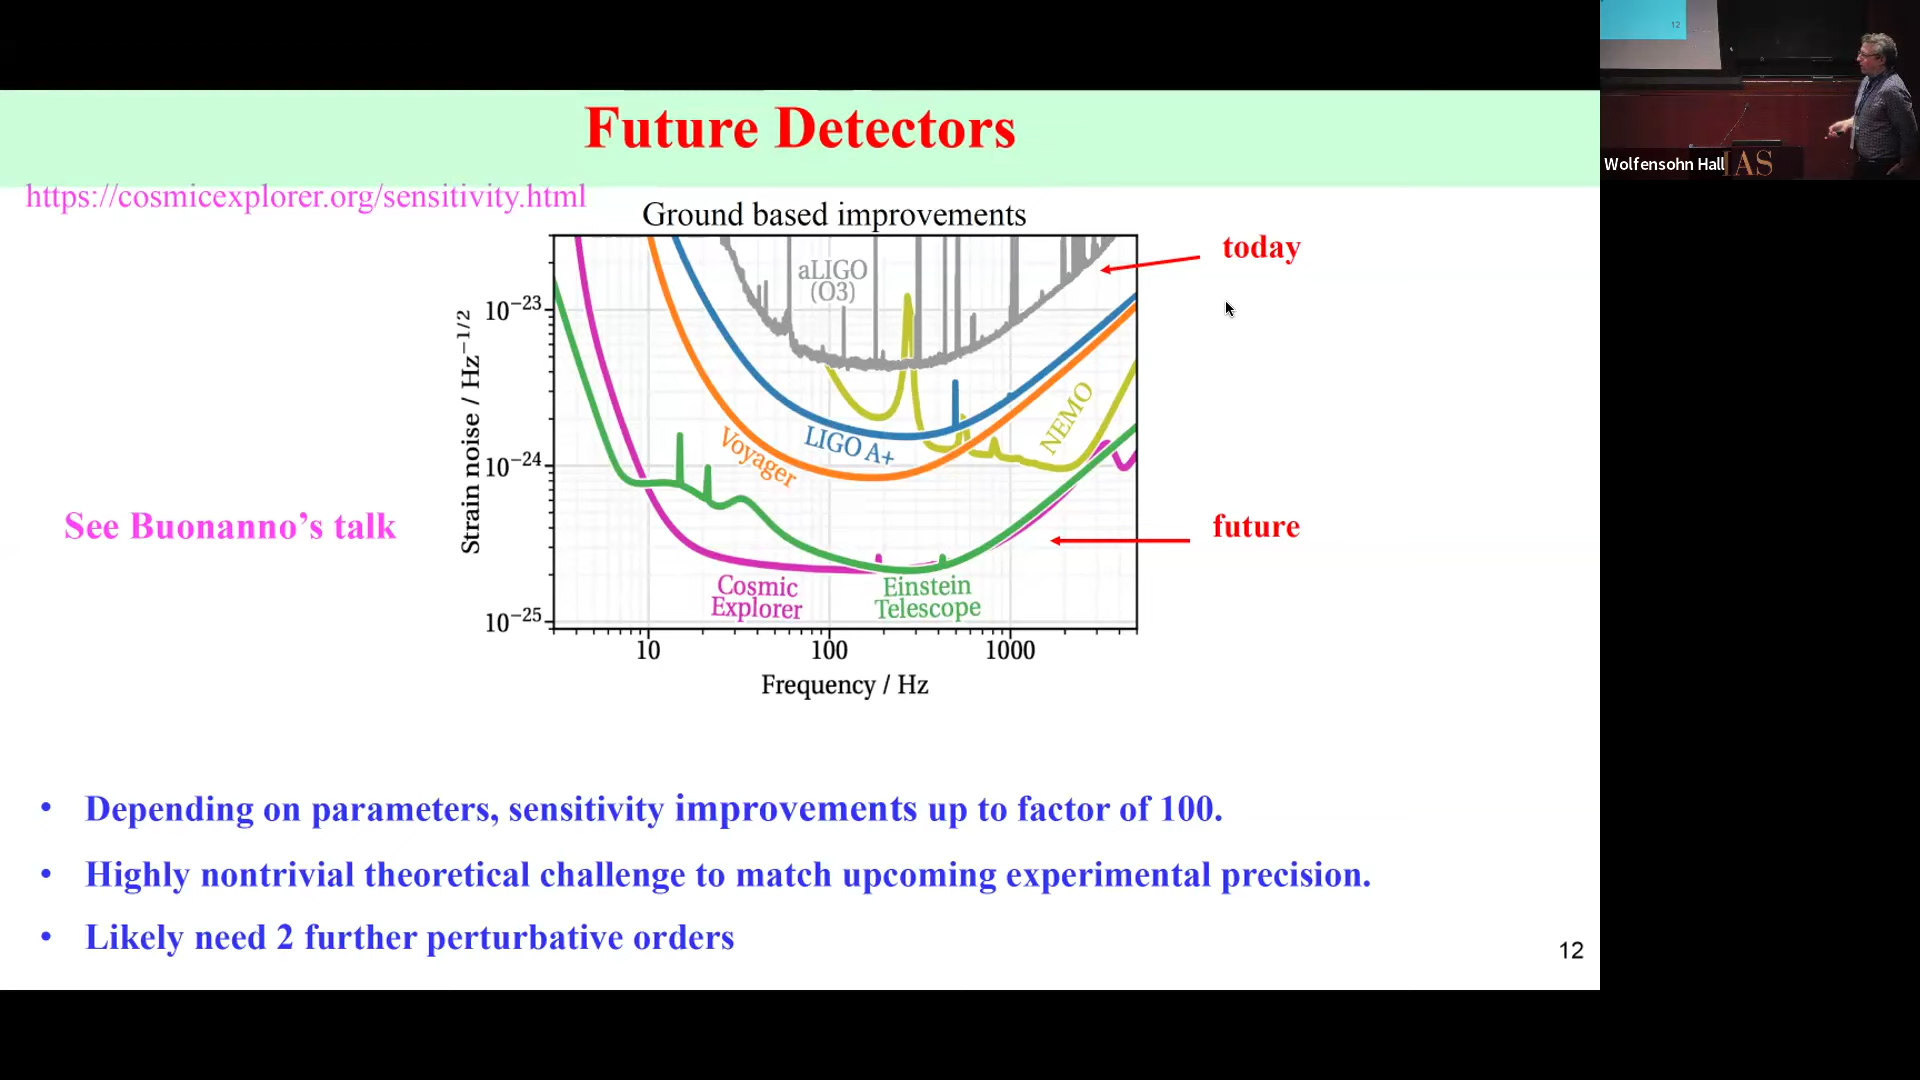 Future Detectors
https://cosmicexplorer.org/sensitivity.html
Ground based improvements
today
aLIGO
(O3)
10⁻²³
Strain noise / Hz⁻¹/²
NEMO
Voyager
LIGO A+
10⁻²⁴
See Buonanno’s talk
future
Cosmic
Explorer
Einstein
Telescope
10⁻²⁵
10 100 1000
Frequency / Hz
• Depending on parameters, sensitivity improvements up to factor of 100.
• Highly nontrivial theoretical challenge to match upcoming experimental precision.
• Likely need 2 further perturbative orders
12
12
Wolfensohn Hall
IAS